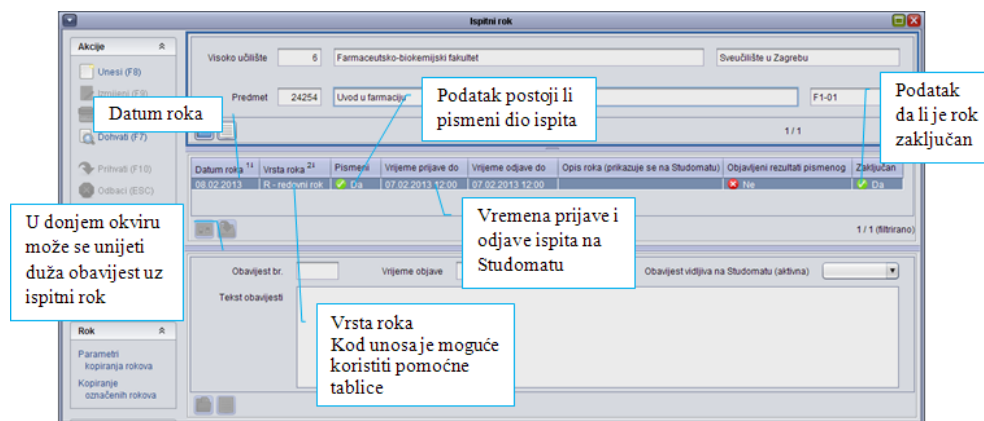 Ispitni rok
Akcije
Unesi (F8)
Izmijeni (F9)
Dohvati (F7)
Prihvati (F10)
Odbaci (ESC)
Visoko učilište 6 Farmaceutsko-biokemijski fakultet Sveučilište u Zagrebu
Predmet 24254 Uvod u farmaciju F1-01
1 / 1
Datum roka
Podatak postoji li
pismeni dio ispita
Podatak
da li je rok
zaključan
Datum roka 1↕ Vrsta roka 2↕ Pismeni Vrijeme prijave do Vrijeme odjave do Opis roka (prikazuje se na Studomatu) Objavljeni rezultati pismenog Zaključan
08.02.2013 R - redovni rok Da 07.02.2013 12:00 07.02.2013 12:00 Ne Da
1 / 1 (filtrirano)
U donjem okviru
može se unijeti
duža obavijest uz
ispitni rok
Vremena prijave i
odjave ispita na
Studomatu
Obavijest br. Vrijeme objave Obavijest vidljiva na Studomatu (aktivna)
Tekst obavijesti
Vrsta roka
Kod unosa je moguće
koristiti pomoćne
tablice
Rok
Parametri
kopiranja rokova
Kopiranje
označenih rokova